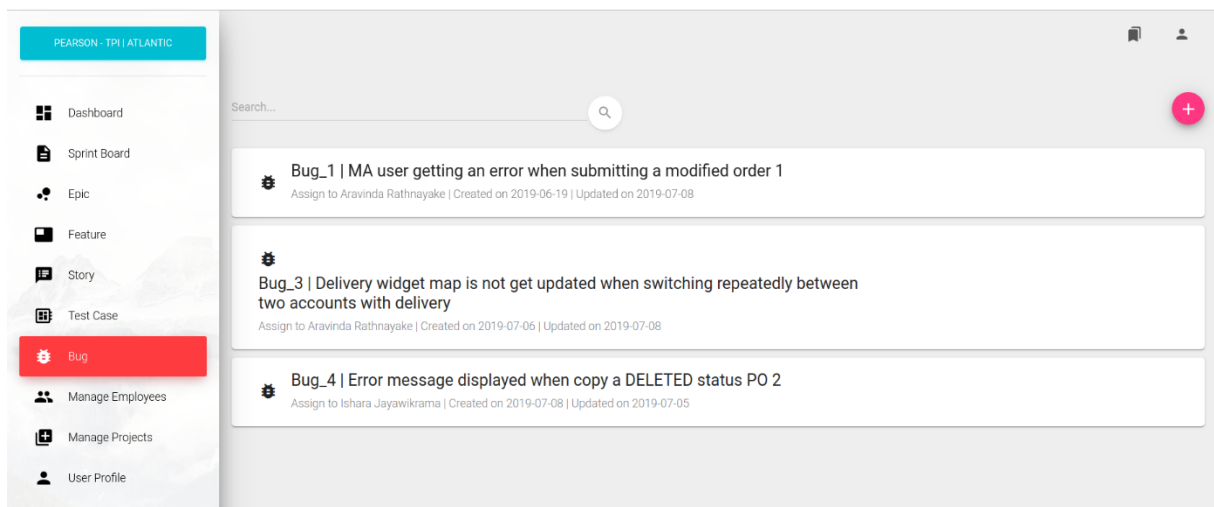 PEARSON - TPI | ATLANTIC
Dashboard
Sprint Board
Epic
Feature
Story
Test Case
Bug
Manage Employees
Manage Projects
User Profile
Search...
Bug_1 | MA user getting an error when submitting a modified order 1
Assign to Aravinda Rathnayake | Created on 2019-06-19 | Updated on 2019-07-08
Bug_3 | Delivery widget map is not get updated when switching repeatedly between
two accounts with delivery
Assign to Aravinda Rathnayake | Created on 2019-07-06 | Updated on 2019-07-08
Bug_4 | Error message displayed when copy a DELETED status PO 2
Assign to Ishara Jayawikrama | Created on 2019-07-08 | Updated on 2019-07-05